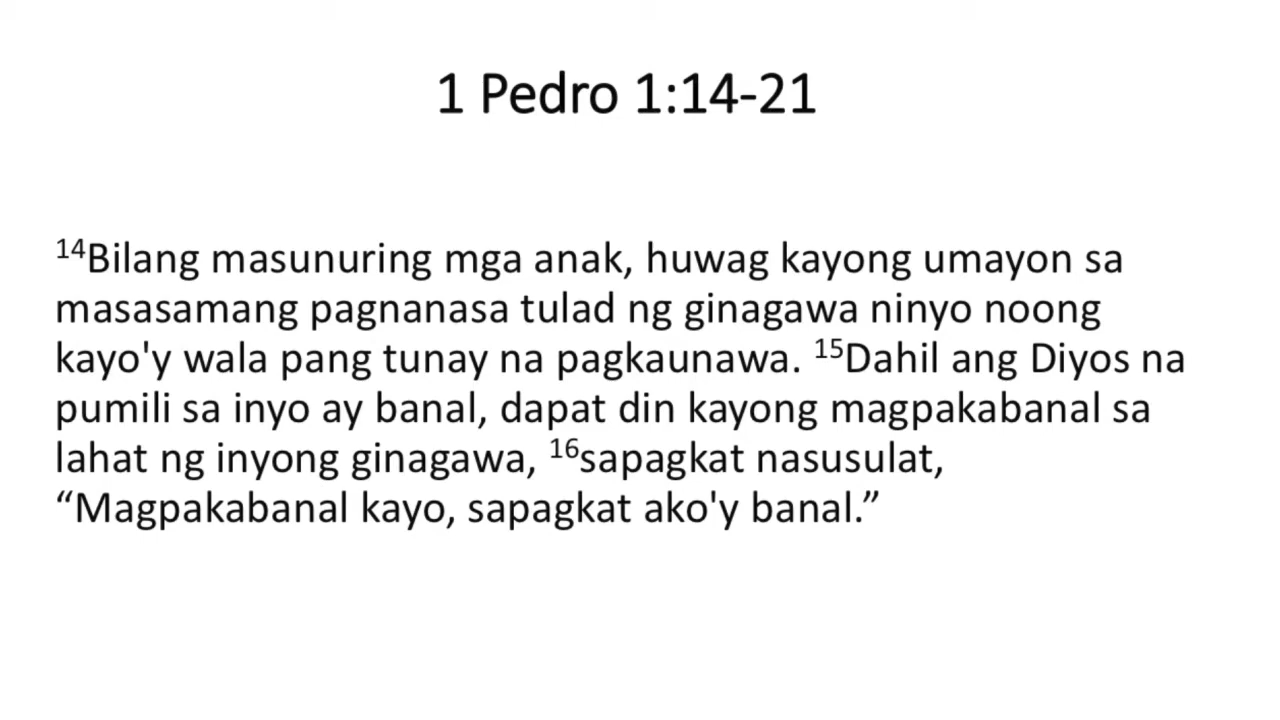 1 Pedro 1:14-21
14Bilang masunuring mga anak, huwag kayong umayon sa
masasamang pagnanasa tulad ng ginagawa ninyo noong
kayo'y wala pang tunay na pagkaunawa. 15Dahil ang Diyos na
pumili sa inyo ay banal, dapat din kayong magpakabanal sa
lahat ng inyong ginagawa, 16sapagkat nasusulat,
“Magpakabanal kayo, sapagkat ako'y banal.”